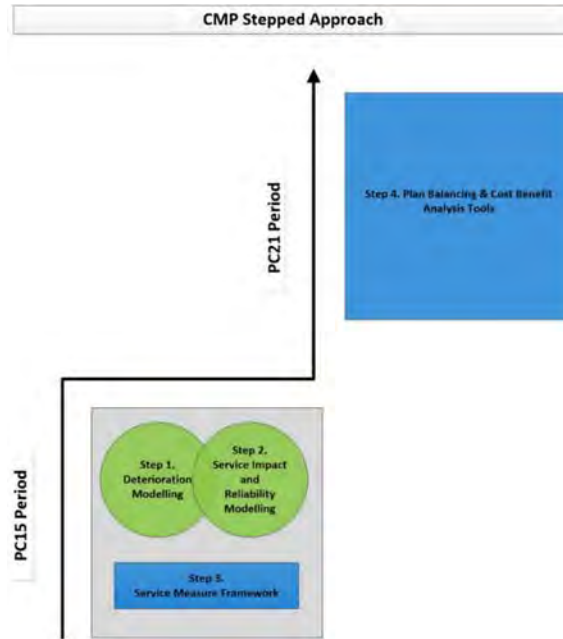 CMP Stepped Approach
PC21 Period
Step 4. Plan Balancing & Cost Benefit
Analysis Tools
PC15 Period
Step 1.
Deterioration
Modelling
Step 2.
Service Impact
and
Reliability
Modelling
Step 3.
Service Measure Framework